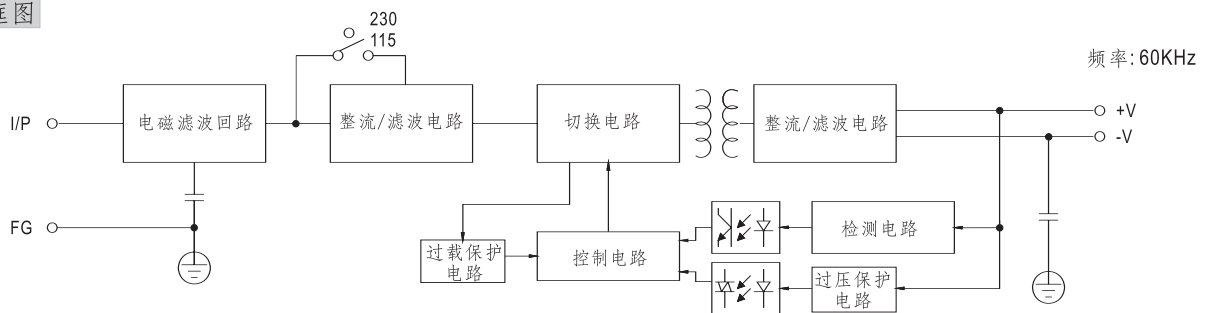 框图
230
115
频率: 60KHz
I/P
电磁滤波回路
整流/滤波电路
切换电路
整流/滤波电路
+V
-V
FG
过载保护
电路
控制电路
检测电路
过压保护
电路